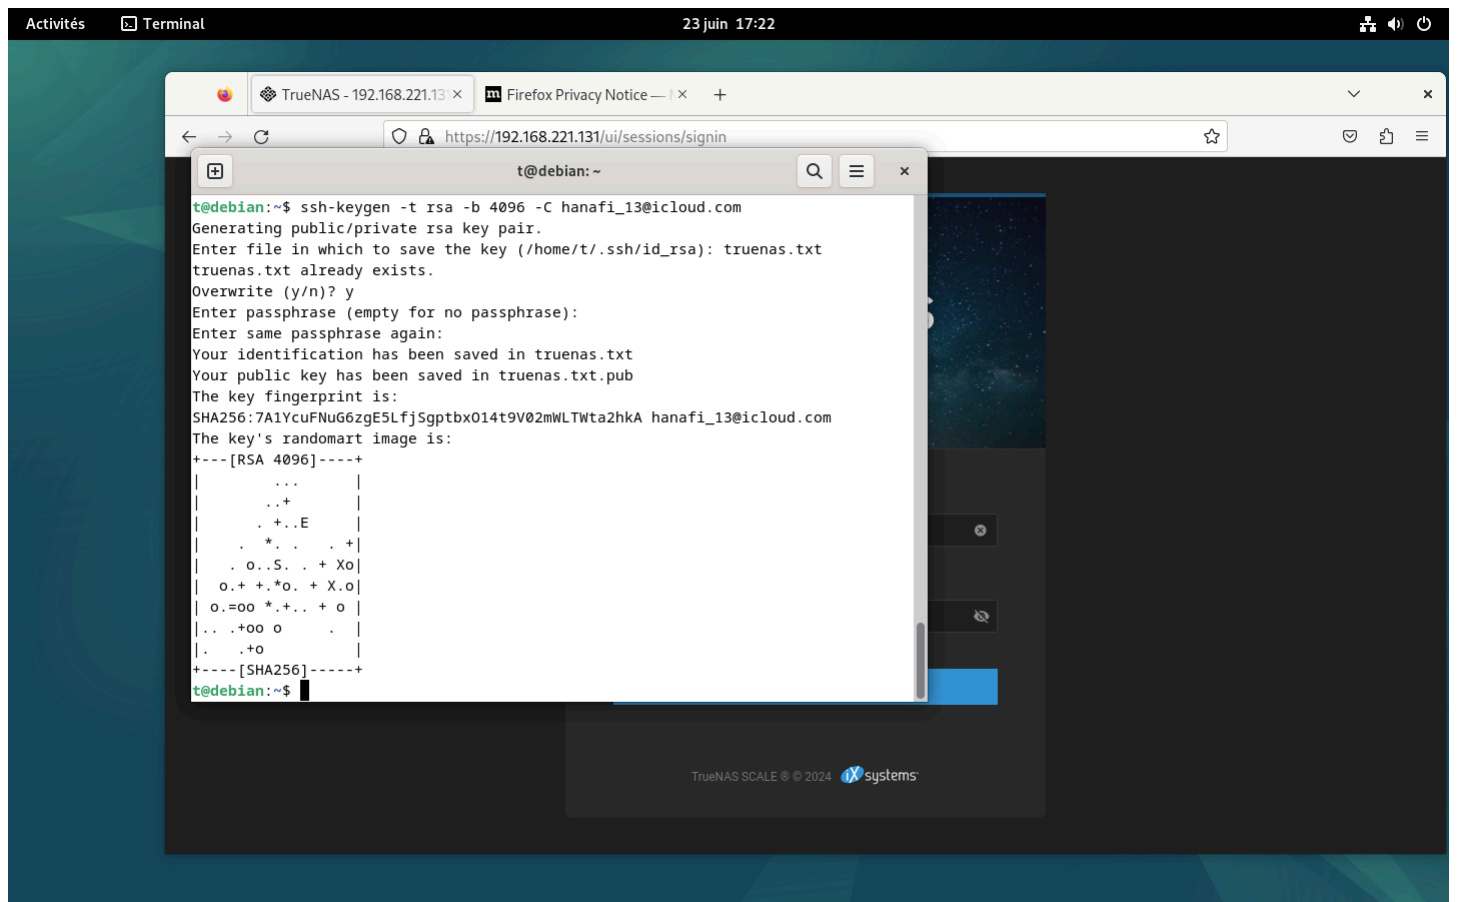 Activités Terminal 23 juin 17:22
TrueNAS - 192.168.221.13 Firefox Privacy Notice —
https://192.168.221.131/ui/sessions/signin
t@debian: ~
t@debian:~$ ssh-keygen -t rsa -b 4096 -C hanafi_13@icloud.com
Generating public/private rsa key pair.
Enter file in which to save the key (/home/t/.ssh/id_rsa): truenas.txt
truenas.txt already exists.
Overwrite (y/n)? y
Enter passphrase (empty for no passphrase):
Enter same passphrase again:
Your identification has been saved in truenas.txt
Your public key has been saved in truenas.txt.pub
The key fingerprint is:
SHA256:7A1YcuFNuG6zgE5LfjSgptbxO14t9V02mWLTWta2hkA hanafi_13@icloud.com
The key's randomart image is:
+---[RSA 4096]----+
|        ...      |
|       ..+       |
|      . +..E     |
|    .  *. .   . +|
|   . o..S. . + Xo|
|  o.+ +.*o. + X.o|
| o.=oo *.+.. + o |
|.. .+oo o     .  |
|.   .+o          |
+----[SHA256]-----+
t@debian:~$
TrueNAS SCALE ® © 2024 iX systems